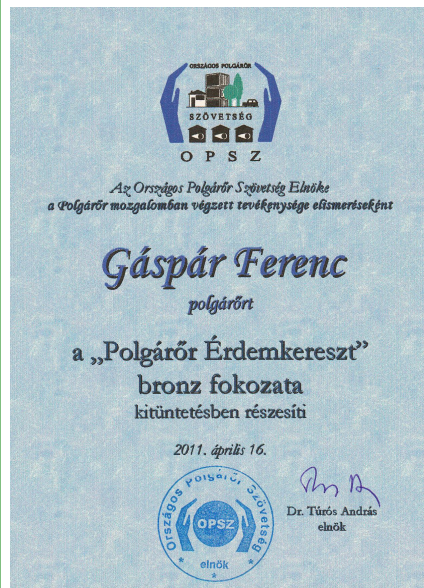 ORSZÁGOS POLGÁRŐR
SZÖVETSÉG
OPSZ
Az Országos Polgárőr Szövetség Elnöke
a Polgárőr mozgalomban végzett tevékenysége elismeréseként
Gáspár Ferenc
polgárőrt
a „Polgárőr Érdemkereszt”
bronz fokozata
kitüntetésben részesíti
2011. április 16.
Országos Polgárőr Szövetség
OPSZ
elnök
Dr. Túrós András
elnök